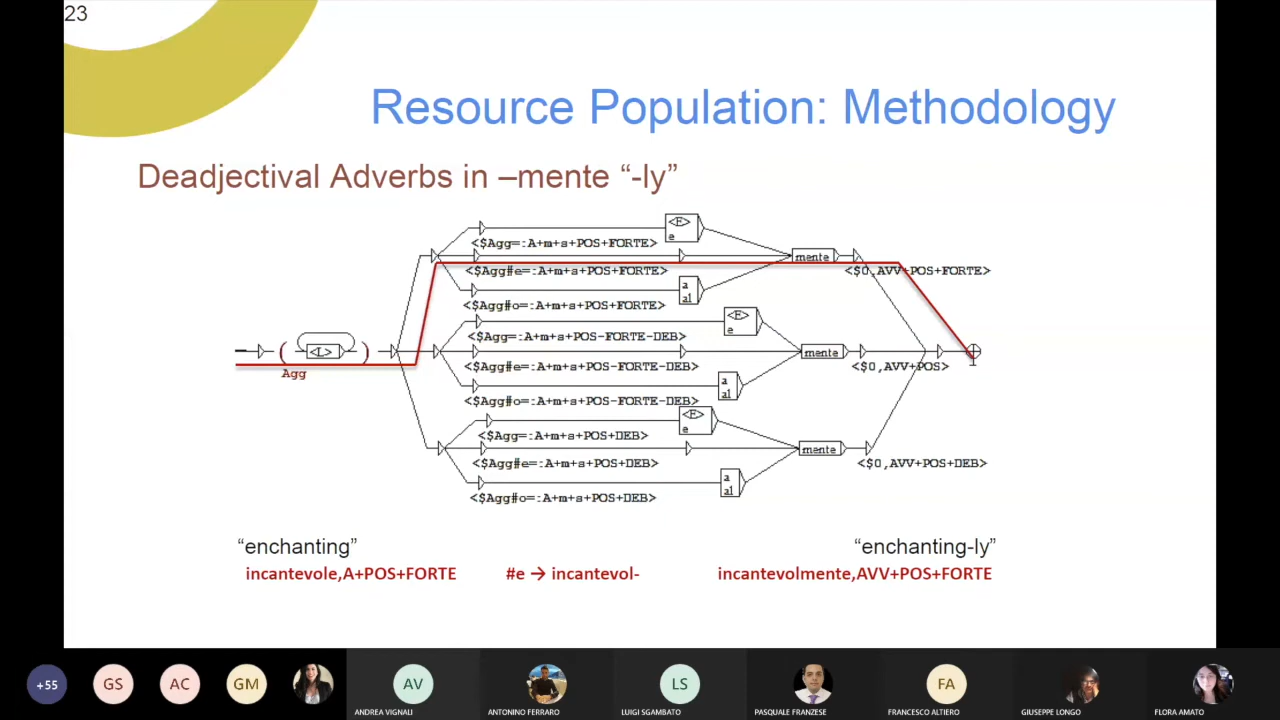 23
Resource Population: Methodology
Deadjectival Adverbs in –mente “-ly”
<E>
e
<$Agg=:A+m+s+POS+FORTE>
mente
<$Agg#e=:A+m+s+POS+FORTE>
<$0,AVV+POS+FORTE>
a
al
<$Agg#o=:A+m+s+POS+FORTE>
<E>
e
<$Agg=:A+m+s+POS-FORTE-DEB>
( <L> )
mente
Agg
<$Agg#e=:A+m+s+POS-FORTE-DEB>
<$0,AVV+POS>
a
al
<$Agg#o=:A+m+s+POS-FORTE-DEB>
<E>
e
<$Agg=:A+m+s+POS+DEB>
mente
<$Agg#e=:A+m+s+POS+DEB>
<$0,AVV+POS+DEB>
a
al
<$Agg#o=:A+m+s+POS+DEB>
“enchanting” “enchanting-ly”
incantevole,A+POS+FORTE #e → incantevol- incantevolmente,AVV+POS+FORTE
+55 GS AC GM AV LS FA
ANDREA VIGNALI ANTONINO FERRARO LUIGI SGAMBATO PASQUALE FRANZESE FRANCESCO ALTIERO GIUSEPPE LONGO FLORA AMATO